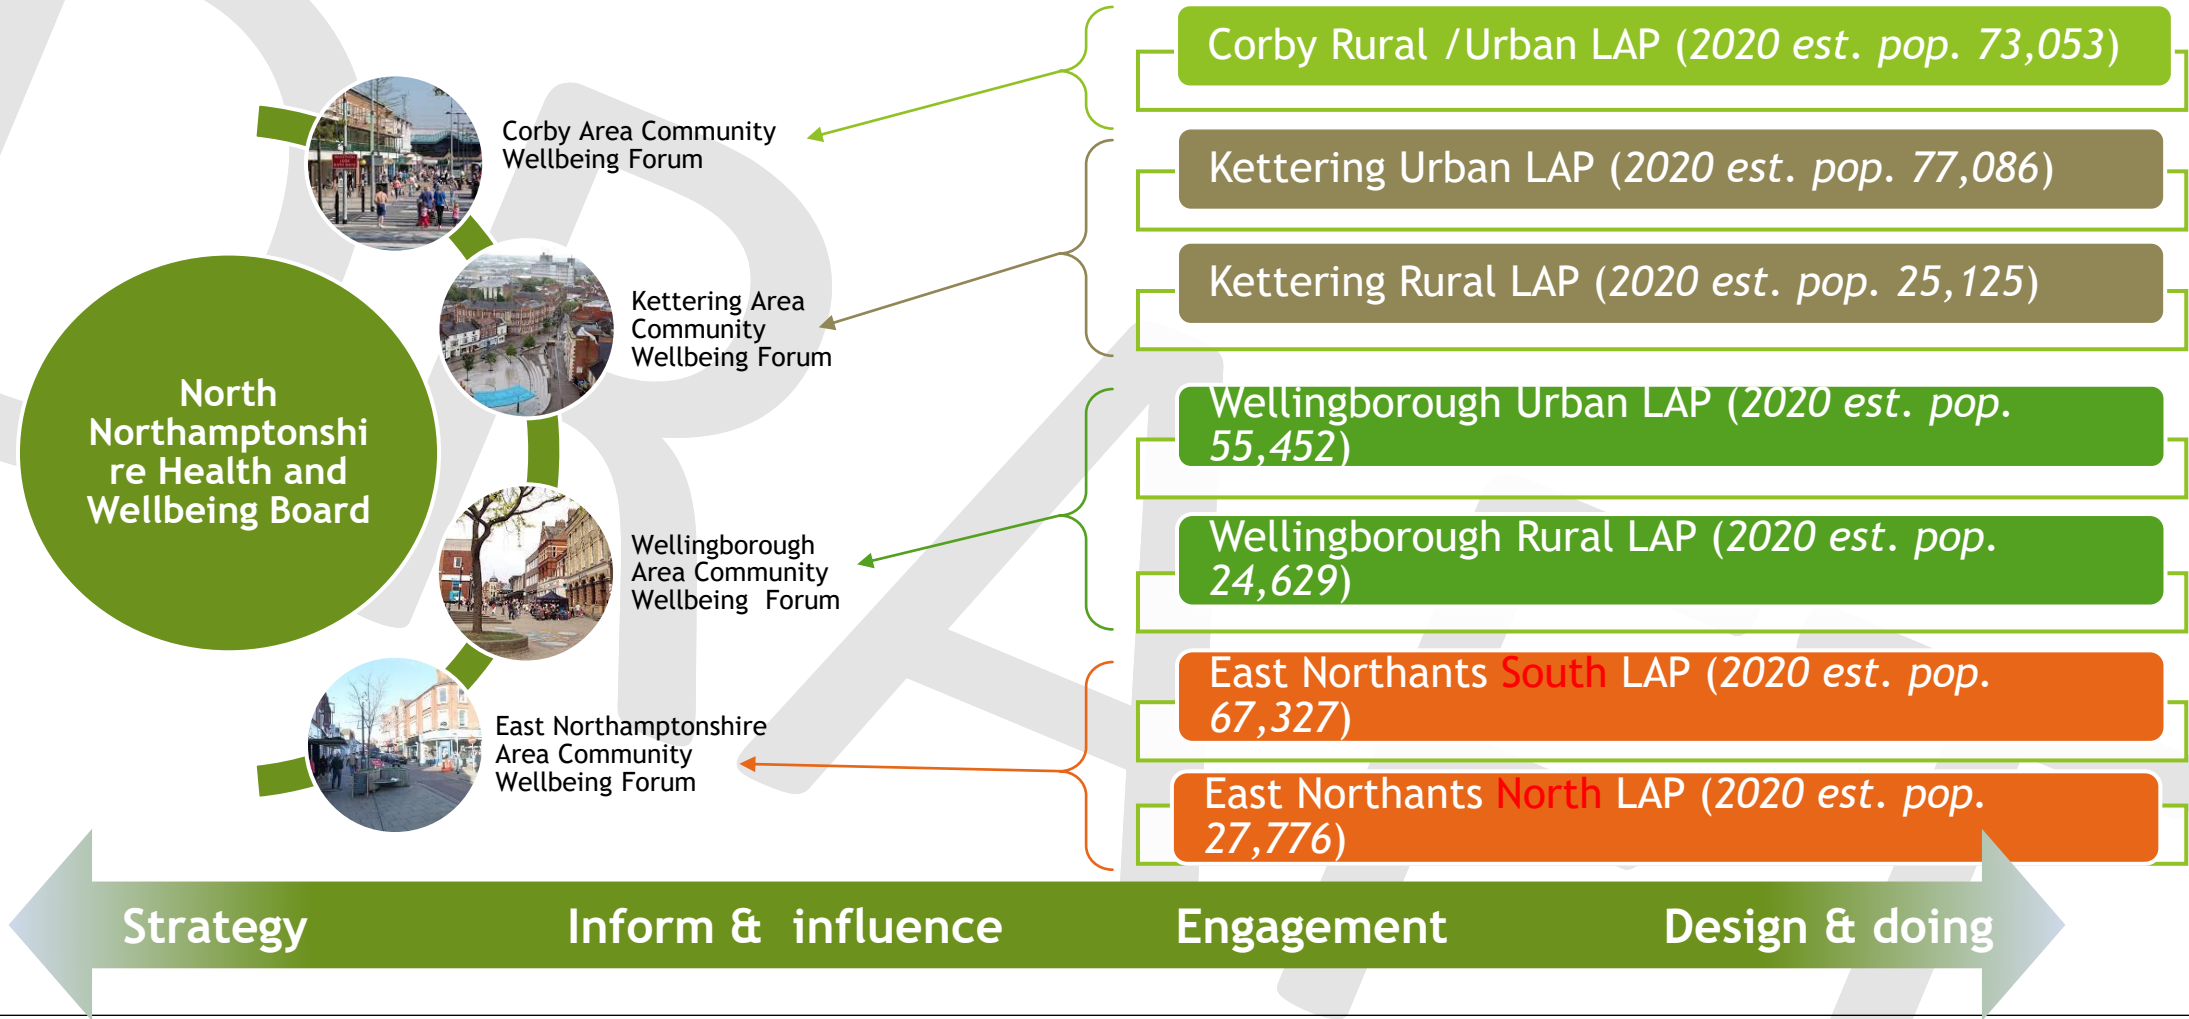 Corby Rural /Urban LAP (2020 est. pop. 73,053)
Corby Area Community
Wellbeing Forum
Kettering Urban LAP (2020 est. pop. 77,086)
Kettering Rural LAP (2020 est. pop. 25,125)
Kettering Area
Community
Wellbeing Forum
North
Northamptonshi
re Health and
Wellbeing Board
Wellingborough Urban LAP (2020 est. pop.
55,452)
Wellingborough Rural LAP (2020 est. pop.
24,629)
Wellingborough
Area Community
Wellbeing Forum
East Northants South LAP (2020 est. pop.
67,327)
East Northamptonshire
Area Community
Wellbeing Forum
East Northants North LAP (2020 est. pop.
27,776)
Strategy
Inform & influence
Engagement
Design & doing
DRAFT